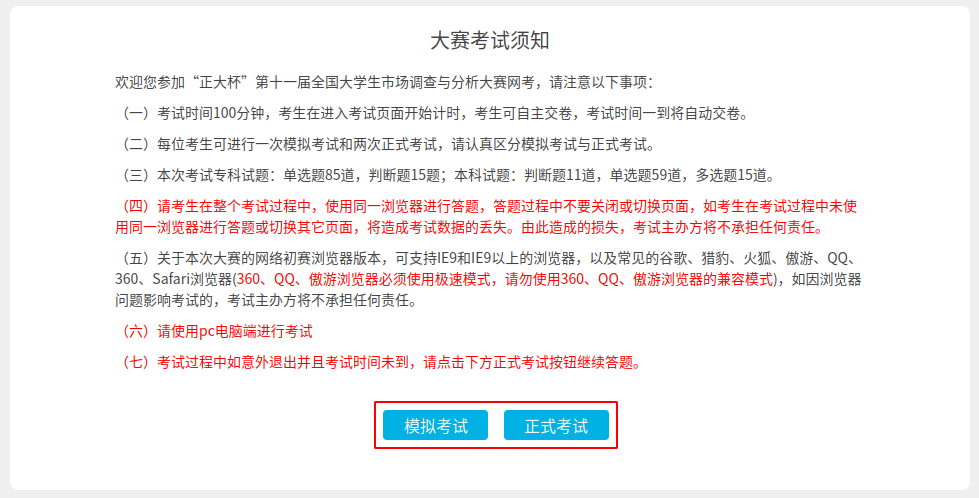 大赛考试须知
欢迎您参加“正大杯”第十一届全国大学生市场调查与分析大赛网考，请注意以下事项：
（一）考试时间100分钟，考生在进入考试页面开始计时，考生可自主交卷，考试时间一到将自动交卷。
（二）每位考生可进行一次模拟考试和两次正式考试，请认真区分模拟考试与正式考试。
（三）本次考试专科试题：单选题85道，判断题15题；本科试题：判断题11道，单选题59道，多选题15道。
（四）请考生在整个考试过程中，使用同一浏览器进行答题，答题过程中不要关闭或切换页面，如考生在考试过程中未使
用同一浏览器进行答题或切换其它页面，将造成考试数据的丢失。由此造成的损失，考试主办方将不承担任何责任。
（五）关于本次大赛的网络初赛浏览器版本，可支持IE9和IE9以上的浏览器，以及常见的谷歌、猎豹、火狐、傲游、QQ、
360、Safari浏览器(360、QQ、傲游浏览器必须使用极速模式，请勿使用360、QQ、傲游浏览器的兼容模式)，如因浏览器
问题影响考试的，考试主办方将不承担任何责任。
（六）请使用pc电脑端进行考试
（七）考试过程中如意外退出并且考试时间未到，请点击下方正式考试按钮继续答题。
模拟考试 正式考试